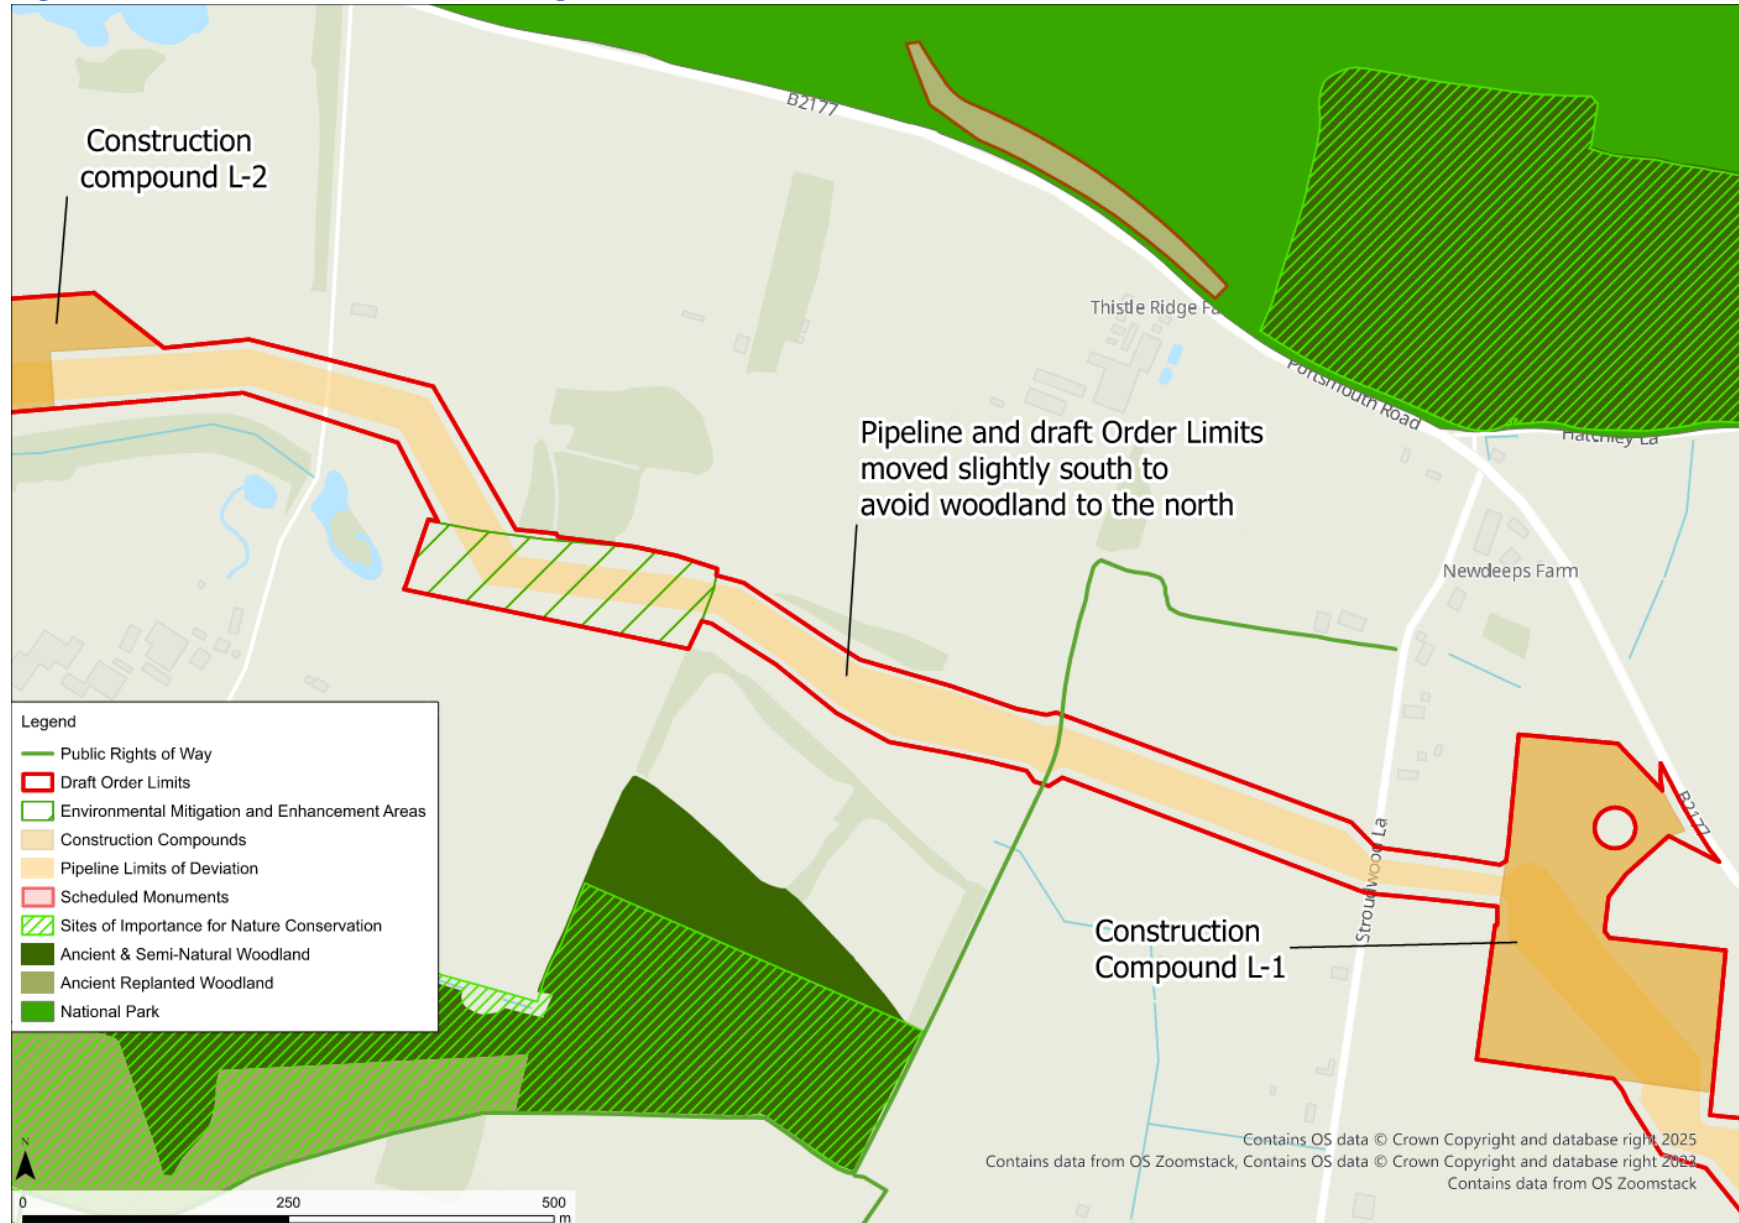 B2177
Construction
compound L-2
Thistle Ridge Fa
Portsmouth Road
Hatchley La
Pipeline and draft Order Limits
moved slightly south to
avoid woodland to the north
Newdeeps Farm
Legend
Public Rights of Way
Draft Order Limits
Environmental Mitigation and Enhancement Areas
Construction Compounds
Pipeline Limits of Deviation
Scheduled Monuments
Sites of Importance for Nature Conservation
Ancient & Semi-Natural Woodland
Ancient Replanted Woodland
National Park
B2177
Stroudwood La
Construction
Compound L-1
Contains OS data © Crown Copyright and database right 2025
Contains data from OS Zoomstack, Contains OS data © Crown Copyright and database right 2023
Contains data from OS Zoomstack
N
0 250 500
m